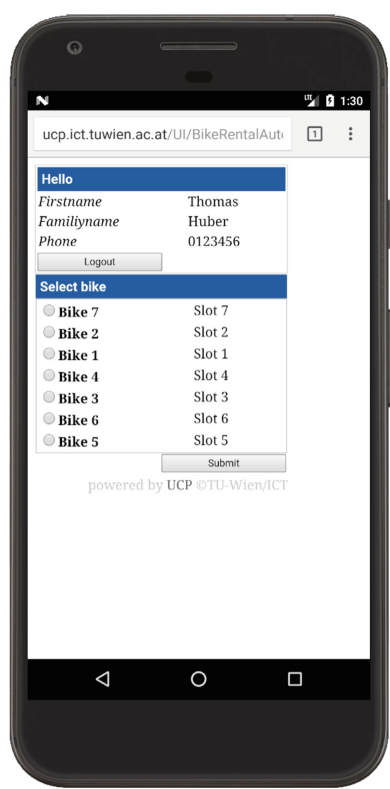 LTE 1:30
ucp.ict.tuwien.ac.at/UI/BikeRentalAut
1
Hello
Firstname Thomas
Familiyname Huber
Phone 0123456
Logout
Select bike
Bike 7 Slot 7
Bike 2 Slot 2
Bike 1 Slot 1
Bike 4 Slot 4
Bike 3 Slot 3
Bike 6 Slot 6
Bike 5 Slot 5
Submit
powered by UCP ©TU-Wien/ICT